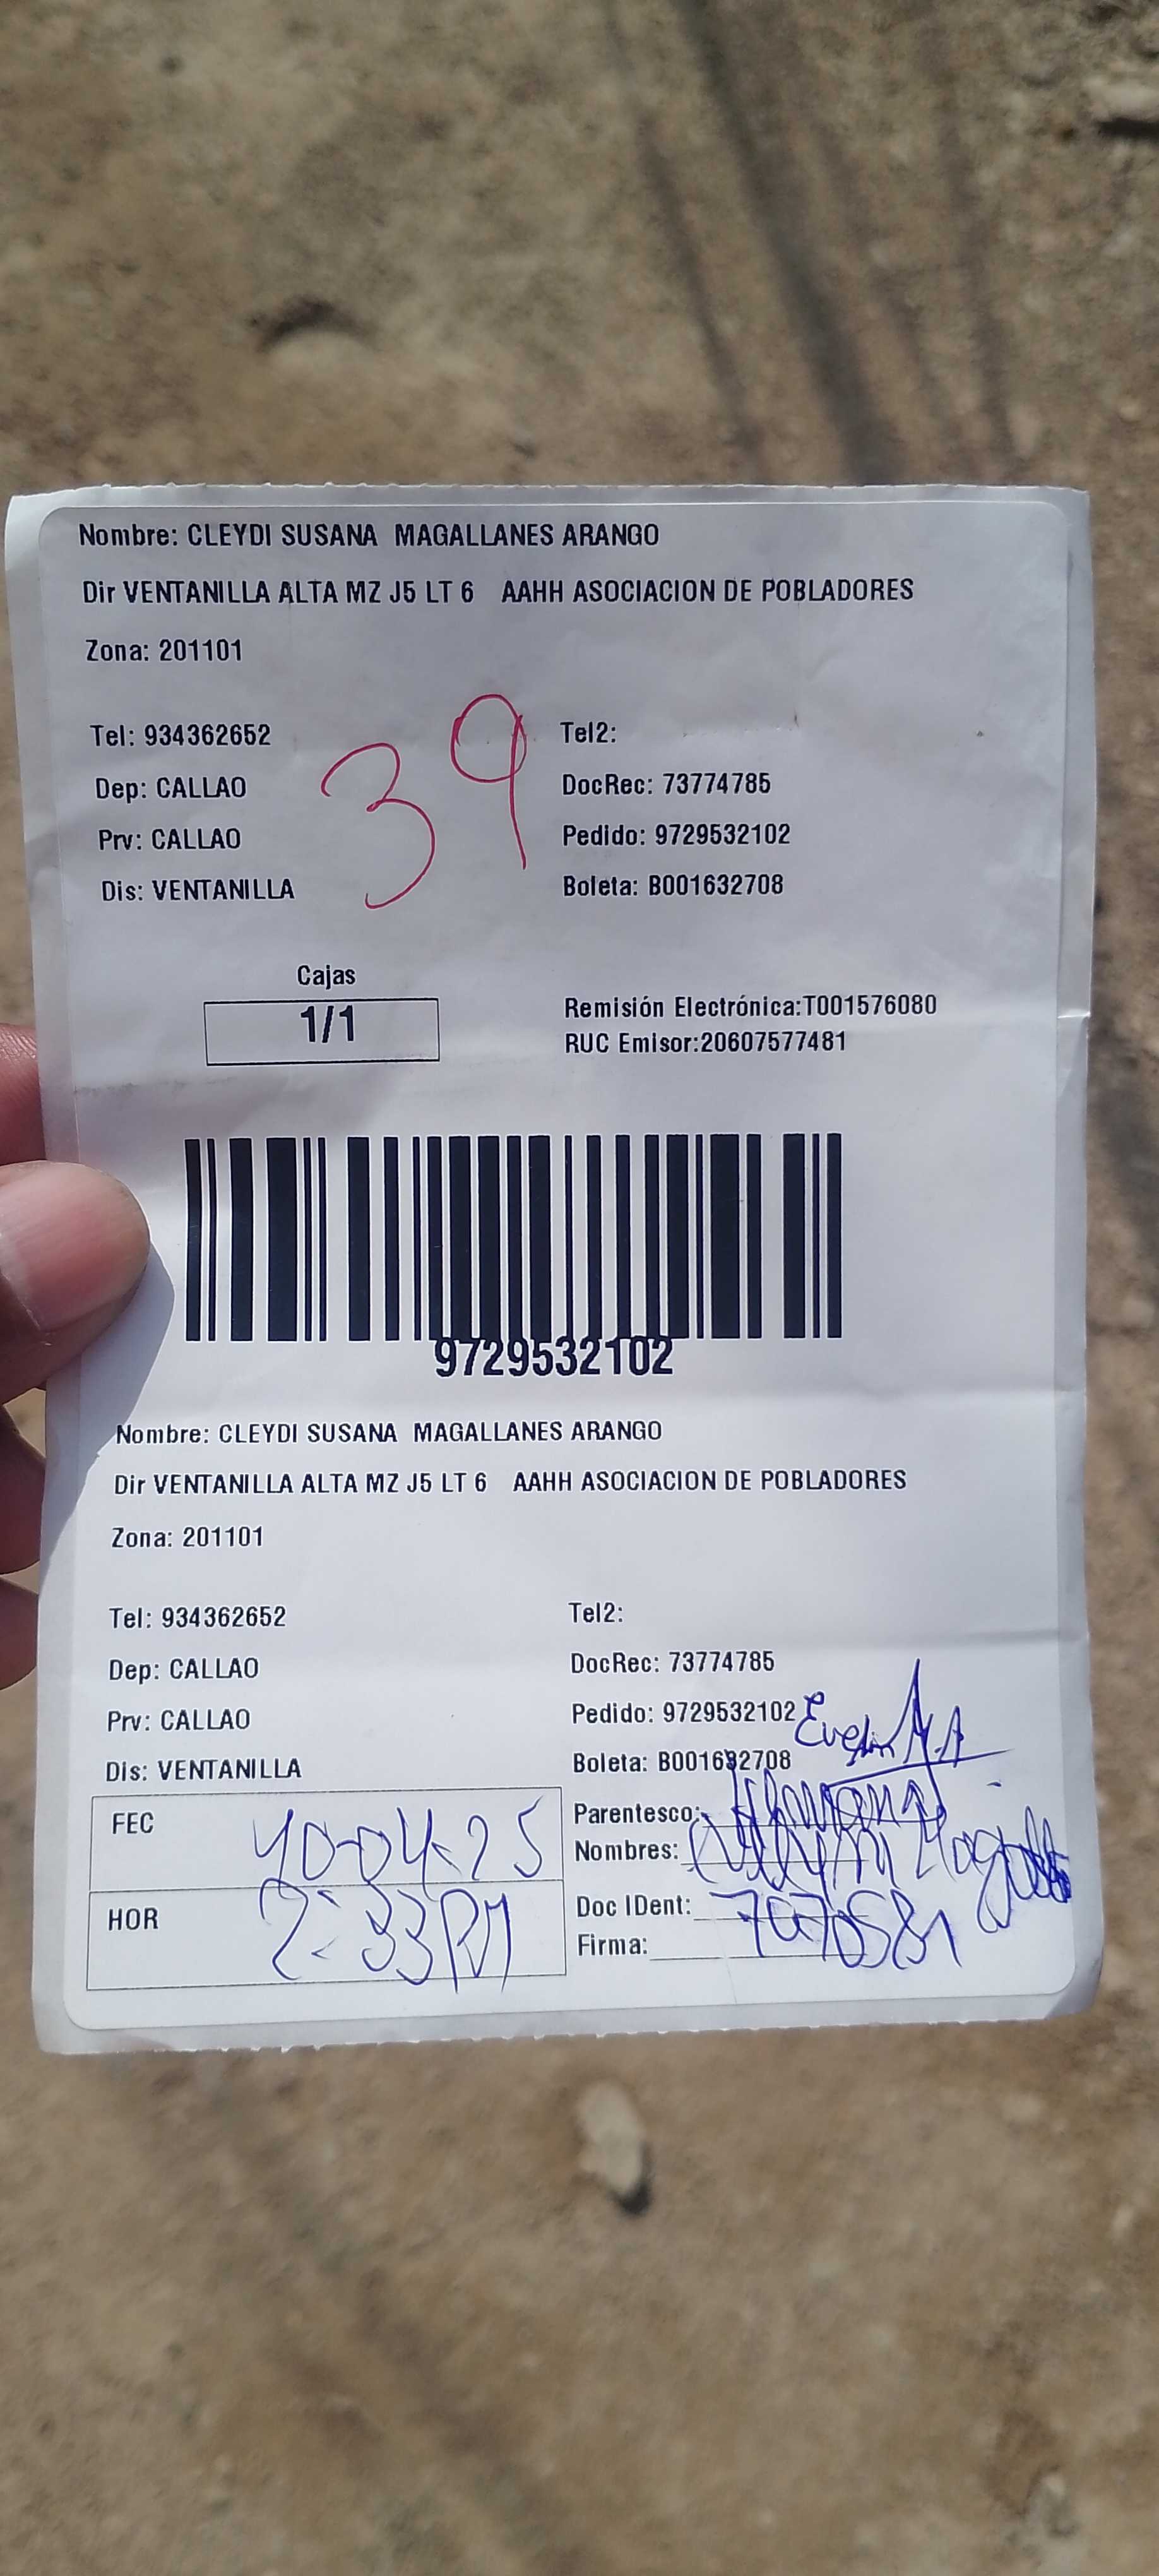 Nombre: CLEYDI SUSANA MAGALLANES ARANGO
Dir VENTANILLA ALTA MZ J5 LT 6 AAHH ASOCIACION DE POBLADORES
Zona: 201101
39
Tel: 934362652 Tel2:
Dep: CALLAO DocRec: 73774785
Prv: CALLAO Pedido: 9729532102
Dis: VENTANILLA Boleta: B001632708
Cajas
1/1
Remisión Electrónica:T001576080
RUC Emisor:20607577481
9729532102
Nombre: CLEYDI SUSANA MAGALLANES ARANGO
Dir VENTANILLA ALTA MZ J5 LT 6 AAHH ASOCIACION DE POBLADORES
Zona: 201101
Tel: 934362652 Tel2:
Dep: CALLAO DocRec: 73774785
Prv: CALLAO Pedido: 9729532102
Dis: VENTANILLA Boleta: B001632708
FEC Parentesco:
Nombres:
HOR 2:33PM Doc IDent:
Firma: